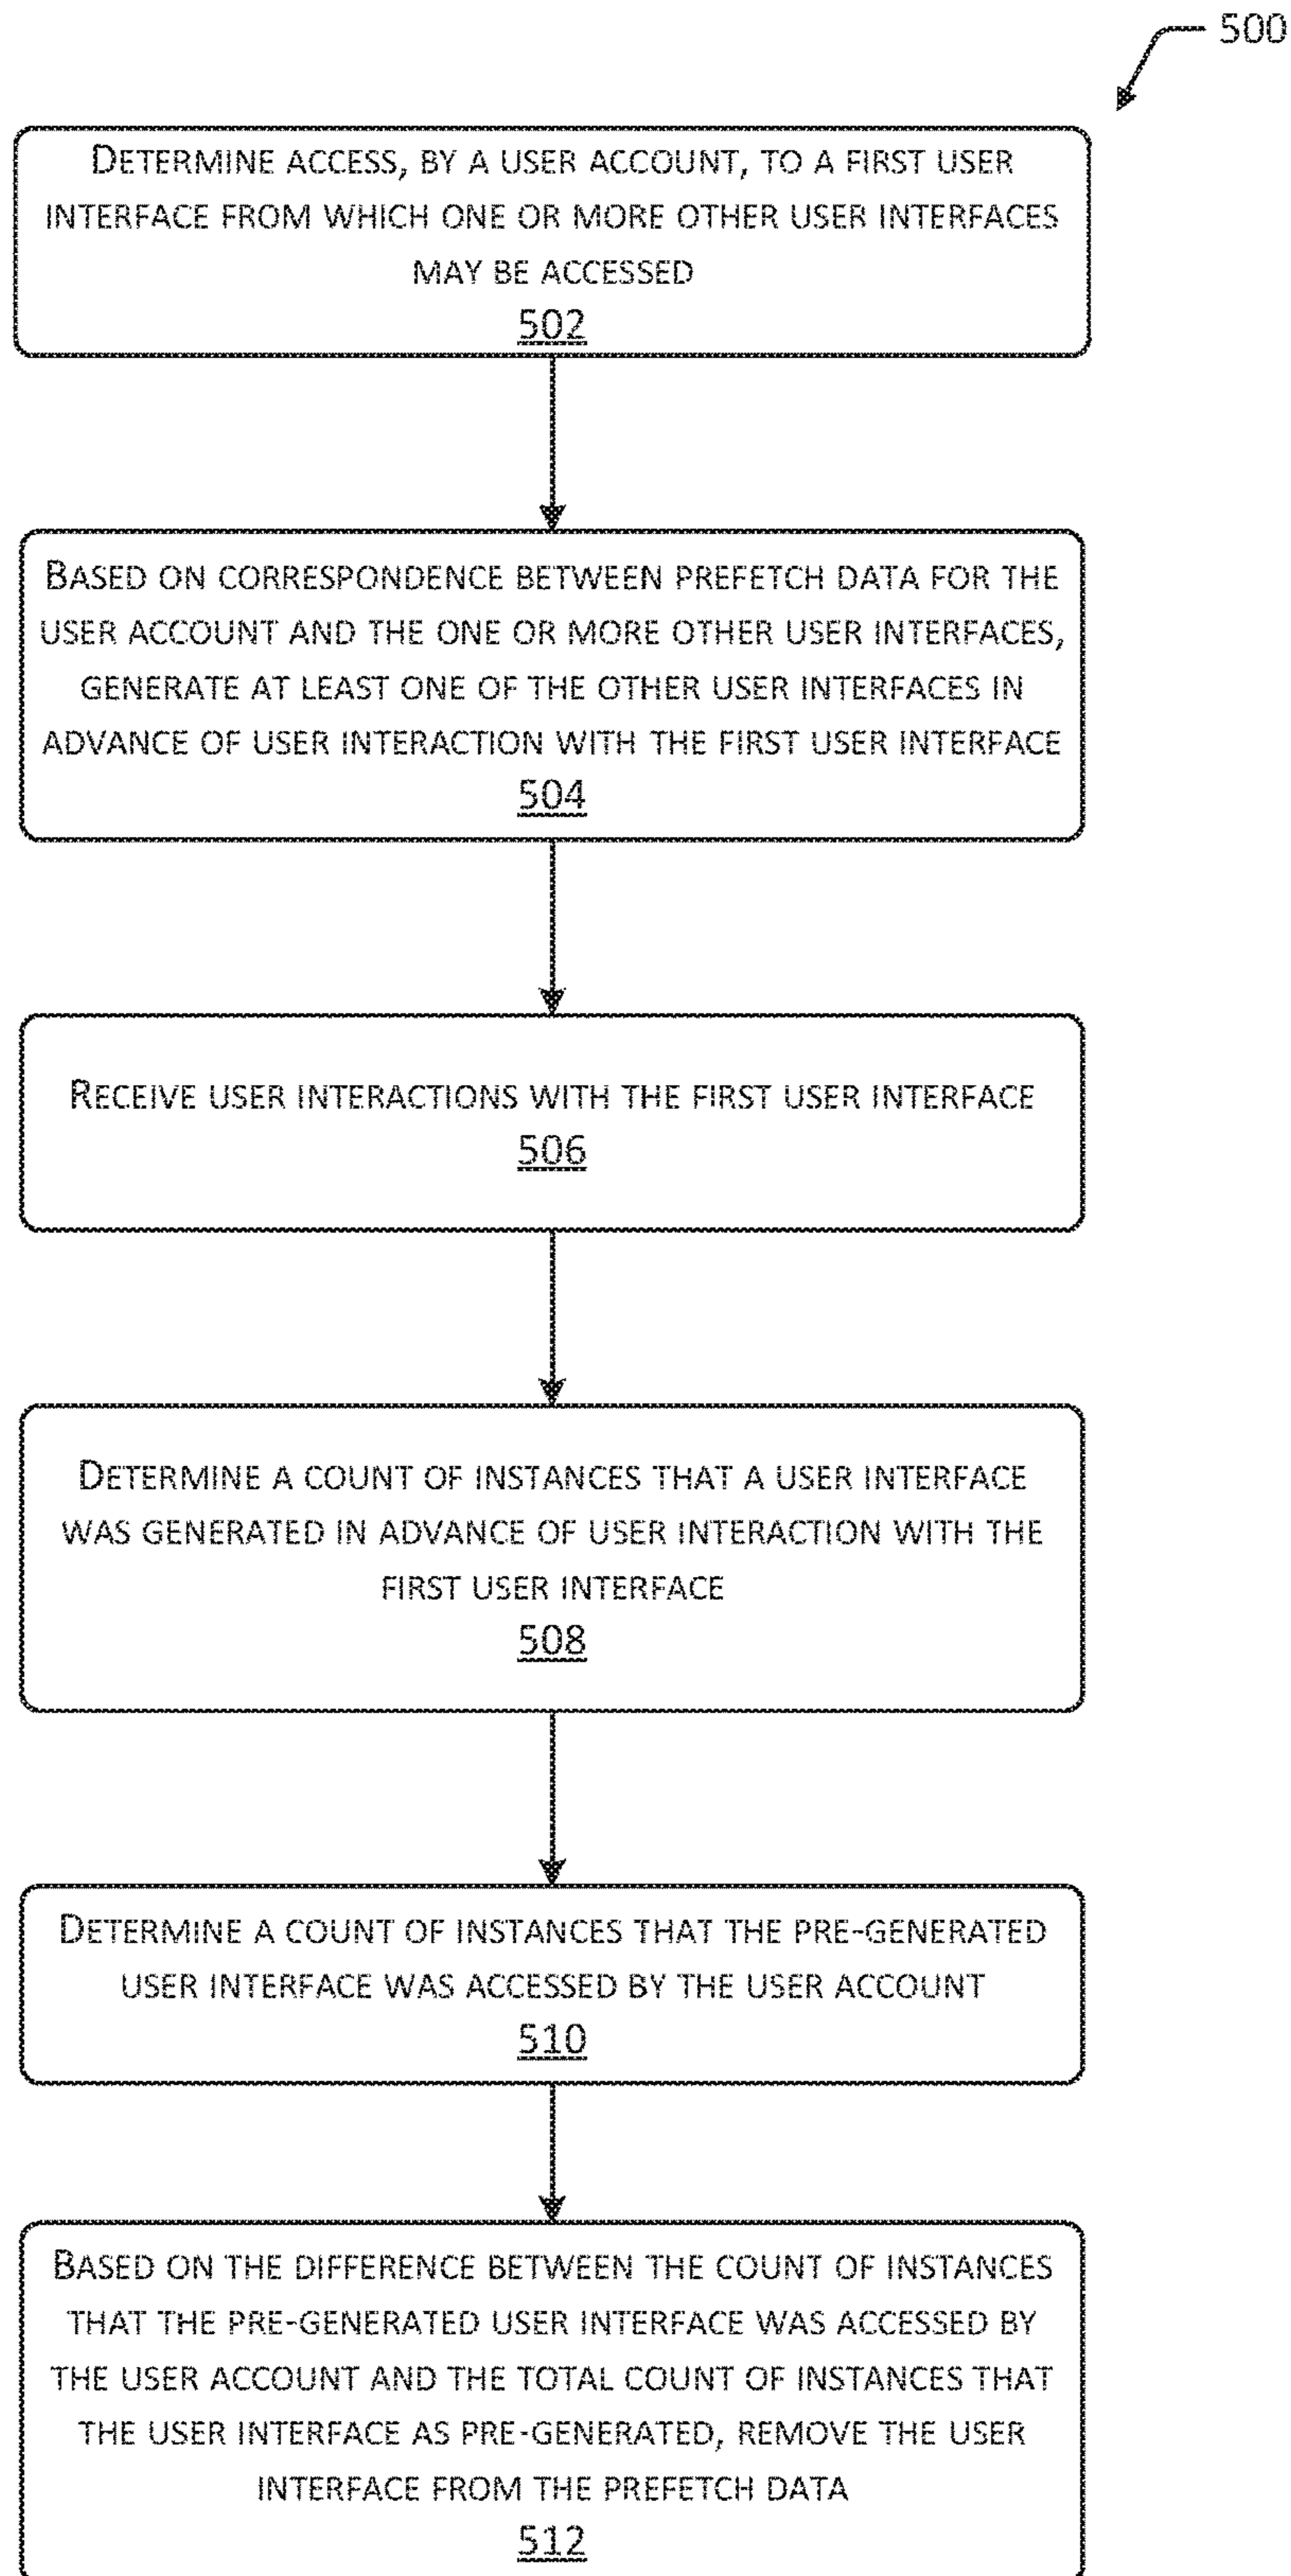 500
DETERMINE ACCESS, BY A USER ACCOUNT, TO A FIRST USER
INTERFACE FROM WHICH ONE OR MORE OTHER USER INTERFACES
MAY BE ACCESSED
502
BASED ON CORRESPONDENCE BETWEEN PREFETCH DATA FOR THE
USER ACCOUNT AND THE ONE OR MORE OTHER USER INTERFACES,
GENERATE AT LEAST ONE OF THE OTHER USER INTERFACES IN
ADVANCE OF USER INTERACTION WITH THE FIRST USER INTERFACE
504
RECEIVE USER INTERACTIONS WITH THE FIRST USER INTERFACE
506
DETERMINE A COUNT OF INSTANCES THAT A USER INTERFACE
WAS GENERATED IN ADVANCE OF USER INTERACTION WITH THE
FIRST USER INTERFACE
508
DETERMINE A COUNT OF INSTANCES THAT THE PRE-GENERATED
USER INTERFACE WAS ACCESSED BY THE USER ACCOUNT
510
BASED ON THE DIFFERENCE BETWEEN THE COUNT OF INSTANCES
THAT THE PRE-GENERATED USER INTERFACE WAS ACCESSED BY
THE USER ACCOUNT AND THE TOTAL COUNT OF INSTANCES THAT
THE USER INTERFACE AS PRE-GENERATED, REMOVE THE USER
INTERFACE FROM THE PREFETCH DATA
512